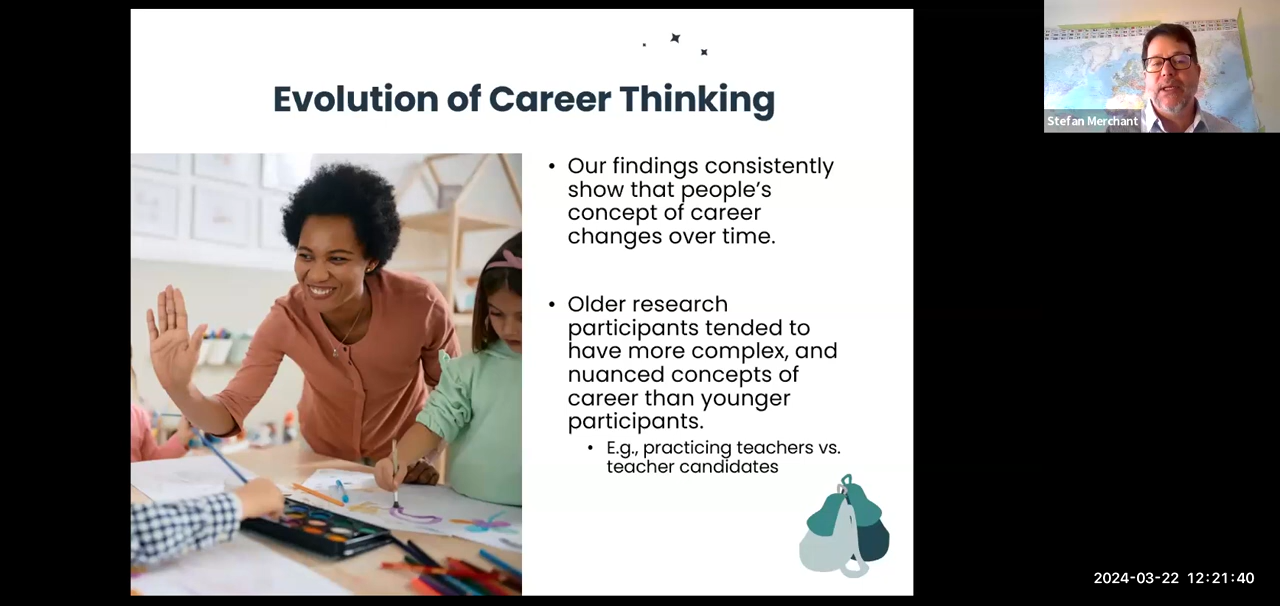 Evolution of Career Thinking
• Our findings consistently
show that people's
concept of career
changes over time.
• Older research
participants tended to
have more complex, and
nuanced concepts of
career than younger
participants.
• E.g., practicing teachers vs.
teacher candidates
Stefan Merchant
2024-03-22 12:21:40